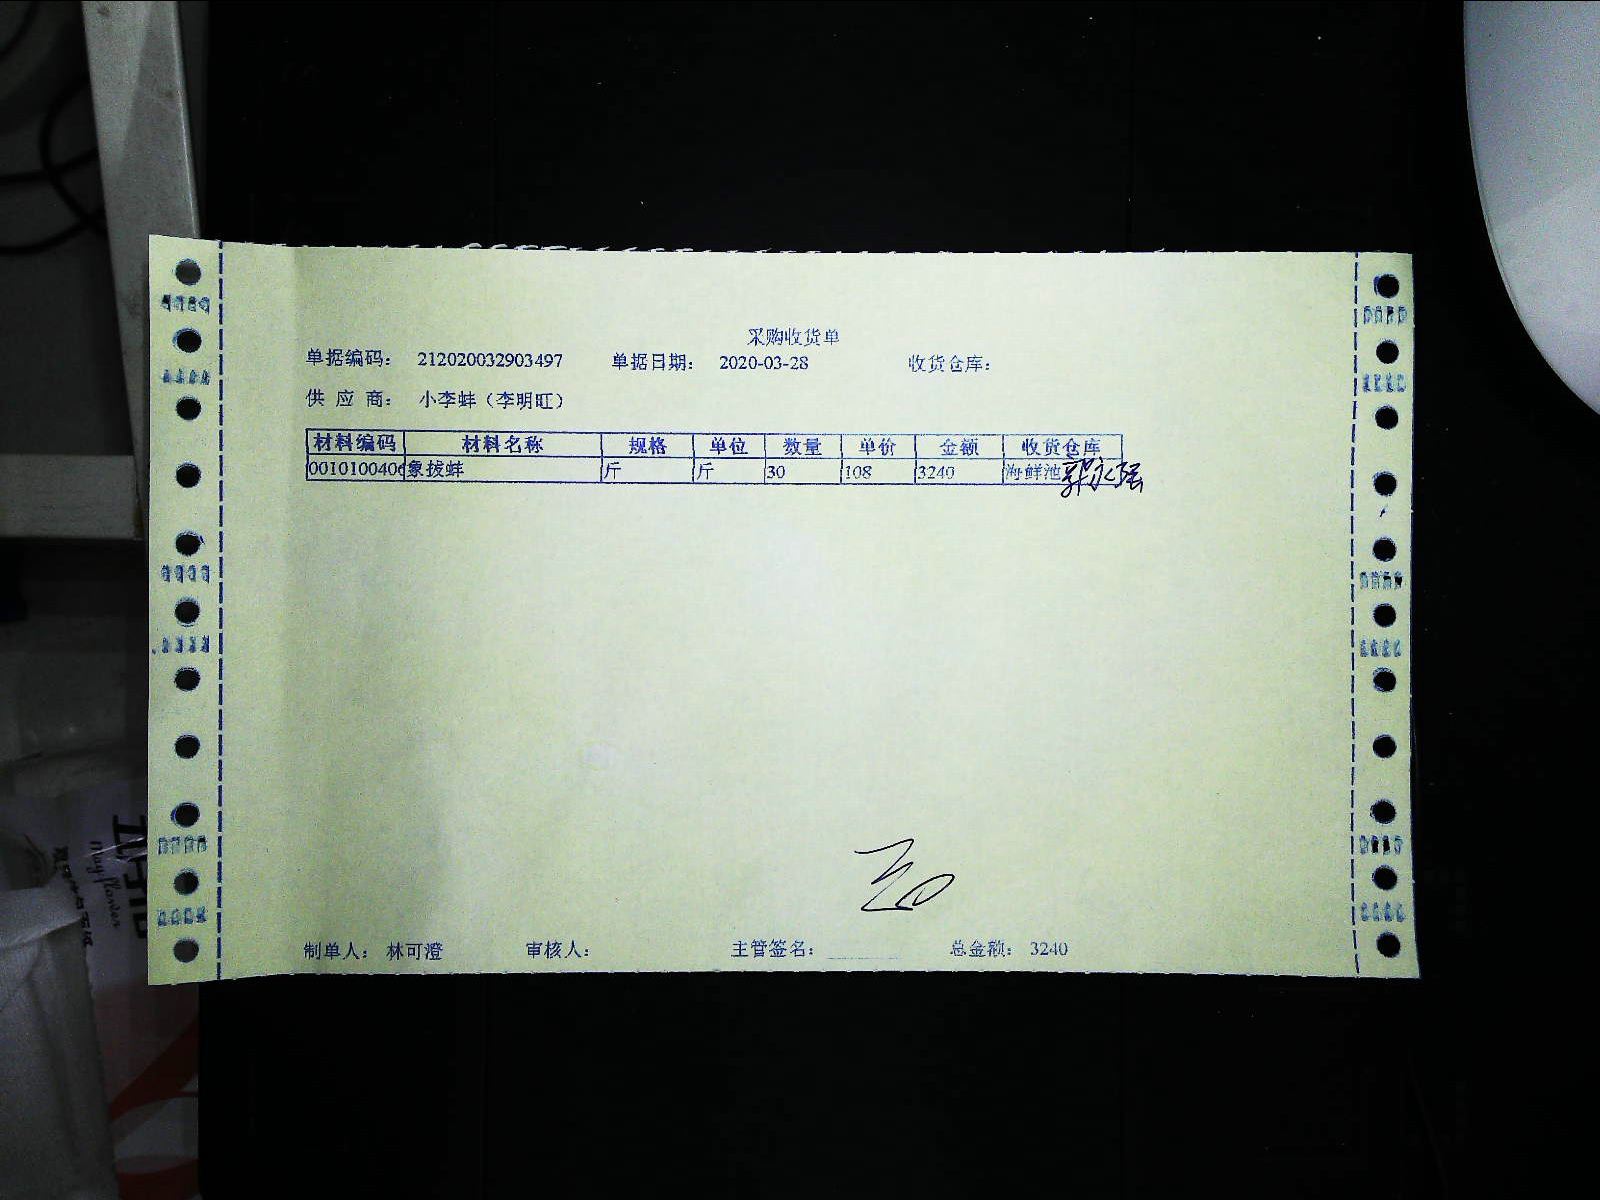 采购收货单
单据编码： 212020032903497 单据日期： 2020-03-28 收货仓库：
供 应 商： 小李蚌（李明旺）
材料编码 材料名称 规格 单位 数量 单价 金额 收货仓库
0010100406 象拔蚌 斤 斤 30 108 3240 海鲜池 郭永强
制单人： 林可澄 审核人： 主管签名： 总金额： 3240
Mayflower